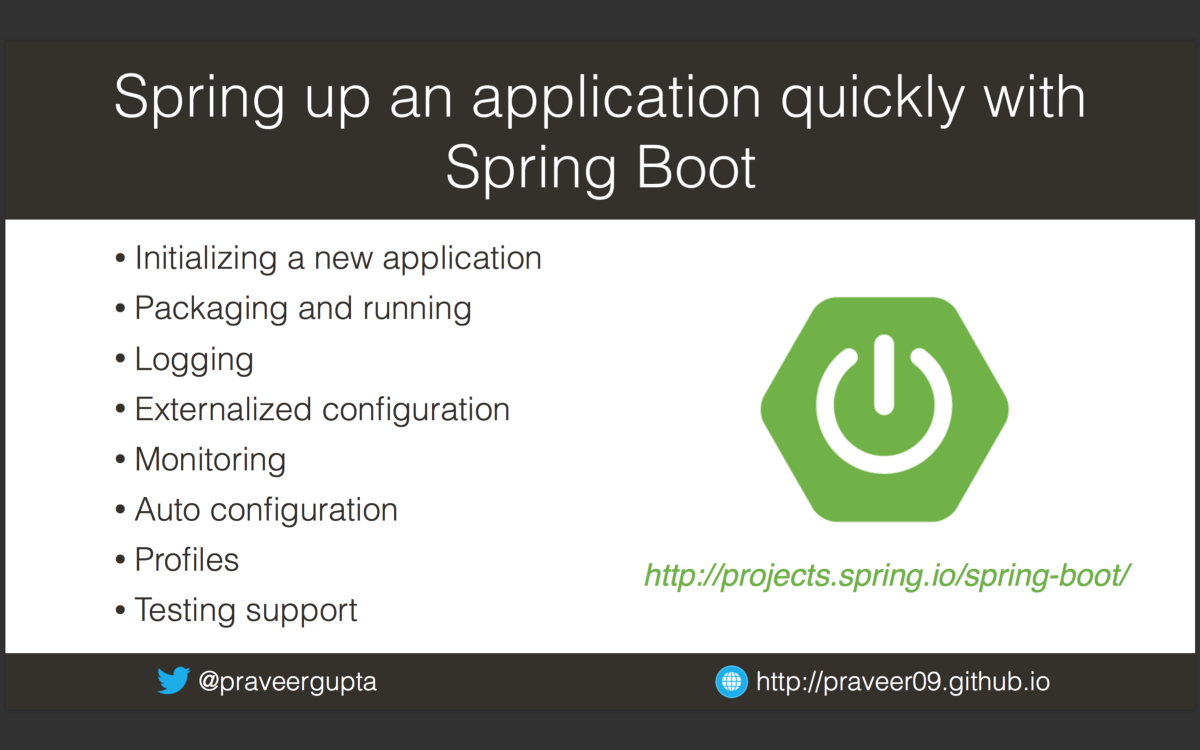 Spring up an application quickly with
Spring Boot
• Initializing a new application
• Packaging and running
• Logging
• Externalized configuration
• Monitoring
• Auto configuration
• Profiles
• Testing support
http://projects.spring.io/spring-boot/
@praveergupta
http://praveer09.github.io